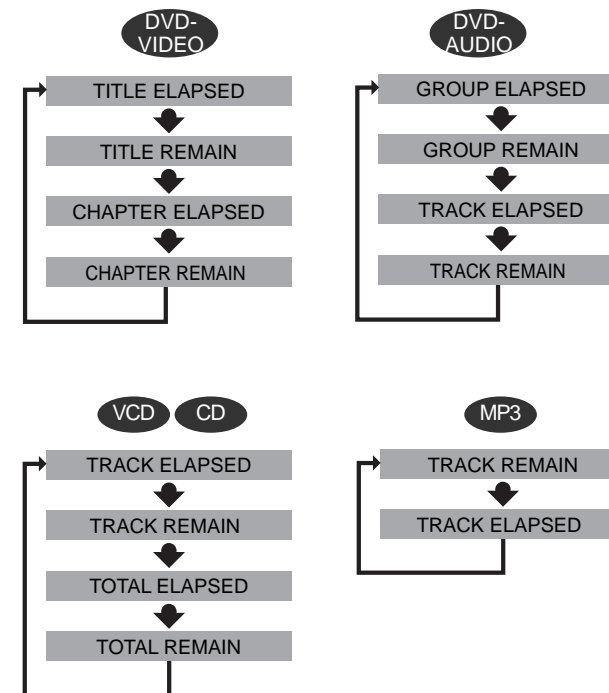 DVD-
VIDEO
TITLE ELAPSED
TITLE REMAIN
CHAPTER ELAPSED
CHAPTER REMAIN
DVD-
AUDIO
GROUP ELAPSED
GROUP REMAIN
TRACK ELAPSED
TRACK REMAIN
VCD CD
TRACK ELAPSED
TRACK REMAIN
TOTAL ELAPSED
TOTAL REMAIN
MP3
TRACK REMAIN
TRACK ELAPSED